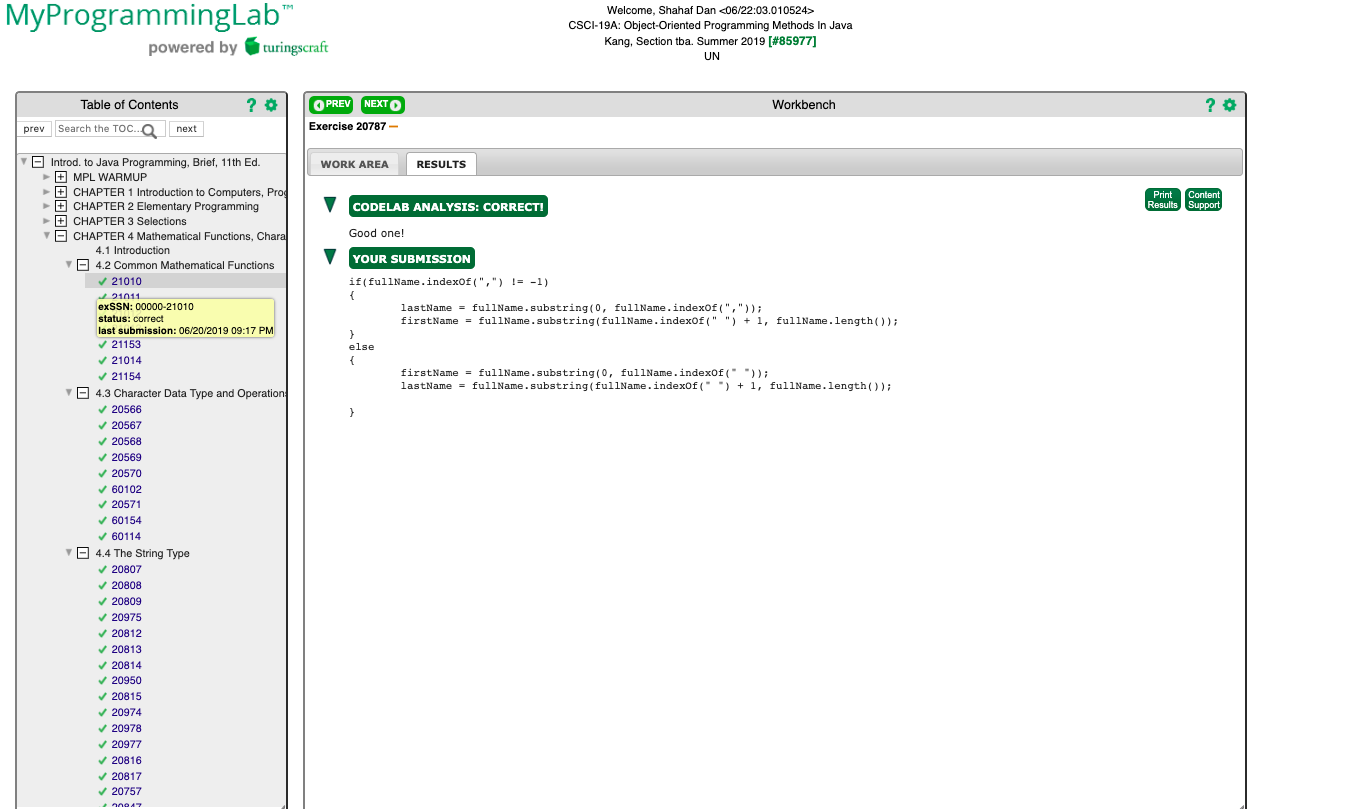 MyProgrammingLab™
powered by turingscraft
Welcome, Shahaf Dan <06/22:03.010524>
CSCI-19A: Object-Oriented Programming Methods In Java
Kang, Section tba. Summer 2019 [#85977]
UN
Table of Contents ?
prev Search the TOC... next
Introd. to Java Programming, Brief, 11th Ed.
MPL WARMUP
CHAPTER 1 Introduction to Computers, Prog
CHAPTER 2 Elementary Programming
CHAPTER 3 Selections
CHAPTER 4 Mathematical Functions, Chara
4.1 Introduction
4.2 Common Mathematical Functions
21010
21011
exSSN: 00000-21010
status: correct
last submission: 06/20/2019 09:17 PM
21153
21014
21154
4.3 Character Data Type and Operations
20566
20567
20568
20569
20570
60102
20571
60154
60114
4.4 The String Type
20807
20808
20809
20975
20812
20813
20814
20950
20815
20974
20978
20977
20816
20817
20757
20847
PREV NEXT Workbench ?
Exercise 20787 —
WORK AREA RESULTS
Print Results Content Support
CODELAB ANALYSIS: CORRECT!
Good one!
YOUR SUBMISSION
if(fullName.indexOf(",") != -1)
{
lastName = fullName.substring(0, fullName.indexOf(","));
firstName = fullName.substring(fullName.indexOf(" ") + 1, fullName.length());
}
else
{
firstName = fullName.substring(0, fullName.indexOf(" "));
lastName = fullName.substring(fullName.indexOf(" ") + 1, fullName.length());
}